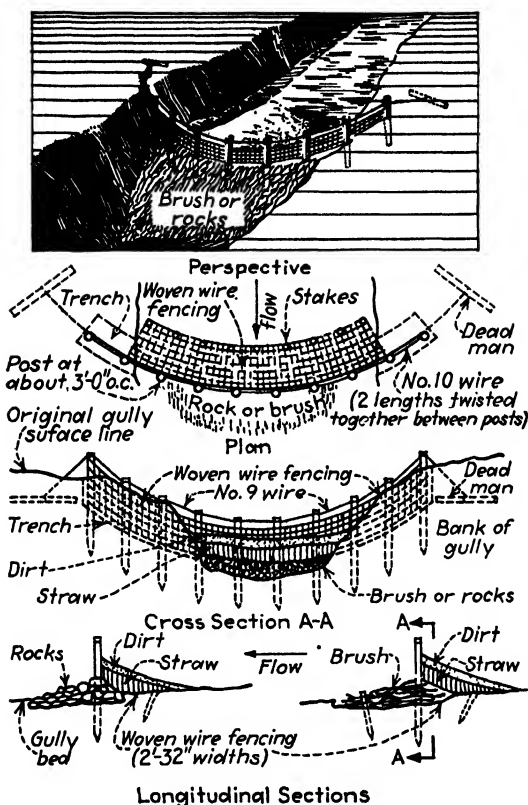 Brush or
rocks
Perspective
Trench
Woven wire
fencing
Flow
Stakes
Dead
man
Post at
about, 3'-0" o.c.
No.10 wire
(2 lengths twisted
together between posts)
Rock or brush
Original gully
suface line
Plan
Woven wire fencing
No. 9 wire
Dead
man
Trench
Bank of
gully
Dirt
Straw
Brush or rocks
Cross Section A-A
A
Rocks
Dirt
Straw
Flow
Brush
Dirt
Straw
Gully
bed
Woven wire fencing
(2-32" widths)
A
Longitudinal Sections